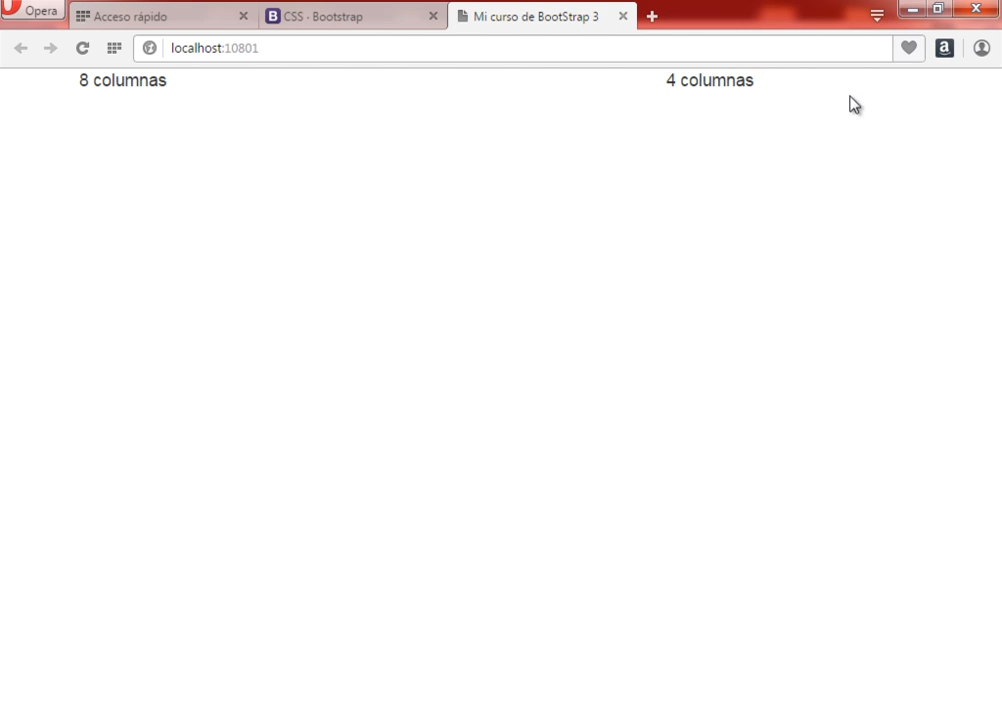 Opera
Acceso rápido
B CSS · Bootstrap
Mi curso de BootStrap 3
localhost:10801
a
8 columnas 4 columnas